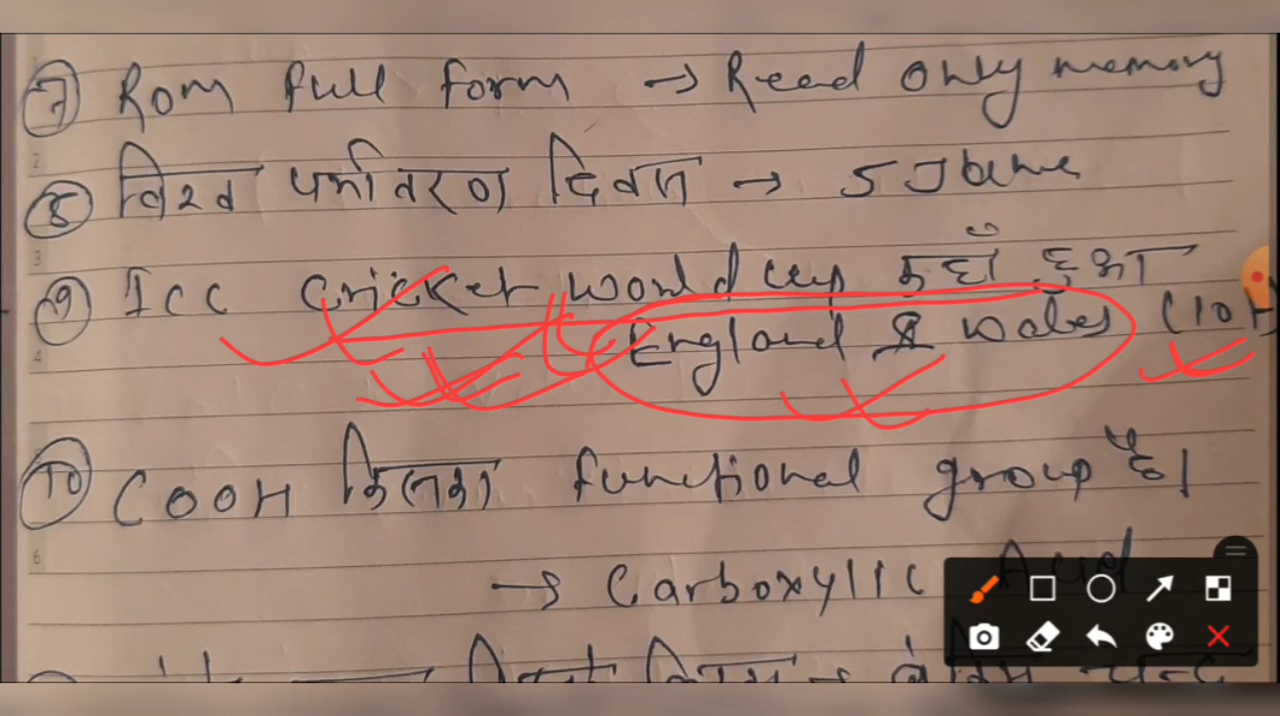 ⑦ Rom full form → Read only memory
⑧ विश्व पर्यावरण दिवस → 5 June
⑨ ICC cricket world cup कहाँ हुआ
England & Wales (10
⑩ COOH किसका functional group है।
→ Carboxylic Acid